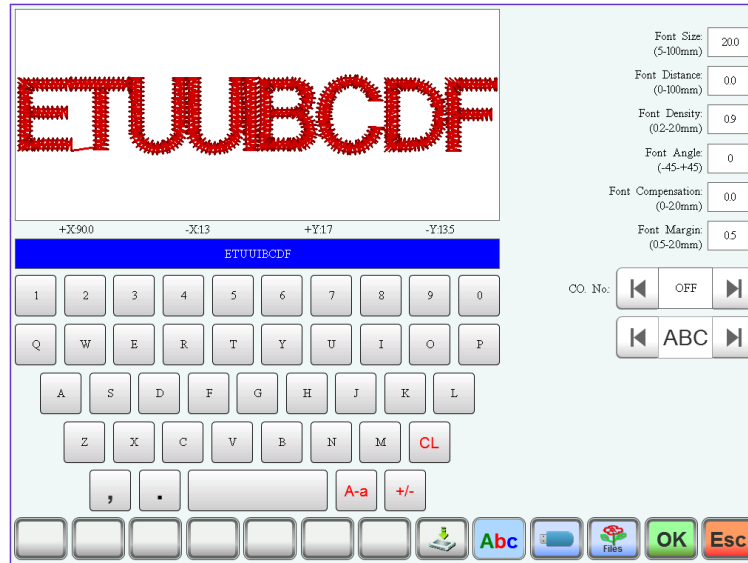 ETUUIBCDF
+X:90.0 -X:1.3 +Y:1.7 -Y:13.5
ETUUIBCDF
1 2 3 4 5 6 7 8 9 0
Q W E R T Y U I O P
A S D F G H J K L
Z X C V B N M CL
, . A-a +/-
Font Size: 20.0
(5-100mm)
Font Distance: 0.0
(0-100mm)
Font Density: 0.9
(0.2-2.0mm)
Font Angle: 0
(-45-+45)
Font Compensation: 0.0
(0-2.0mm)
Font Margin: 0.5
(0.5-2.0mm)
CO. No.: OFF
ABC
Abc Files OK Esc